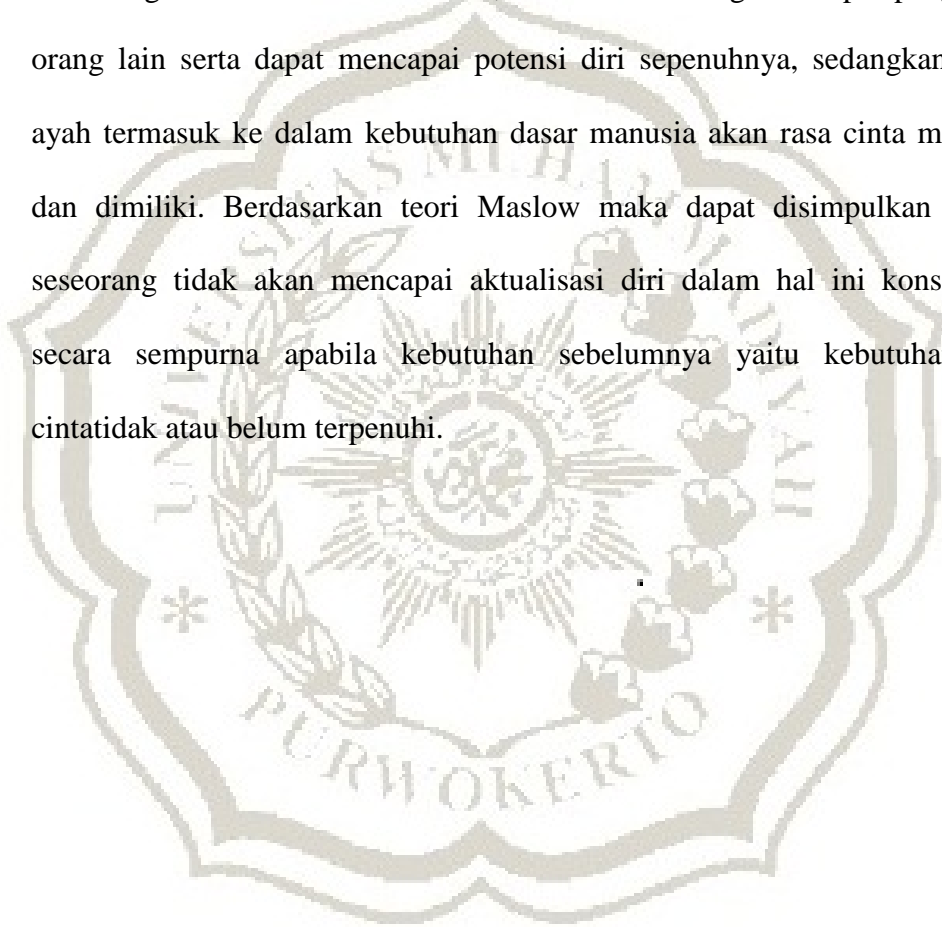 orang lain serta dapat mencapai potensi diri sepenuhnya, sedangkan
ayah termasuk ke dalam kebutuhan dasar manusia akan rasa cinta m
dan dimiliki. Berdasarkan teori Maslow maka dapat disimpulkan
seseorang tidak akan mencapai aktualisasi diri dalam hal ini kons
secara sempurna apabila kebutuhan sebelumnya yaitu kebutuha
cintatidak atau belum terpenuhi.
UNIVERSITAS MUHAMMADIYAH
PURWOKERTO